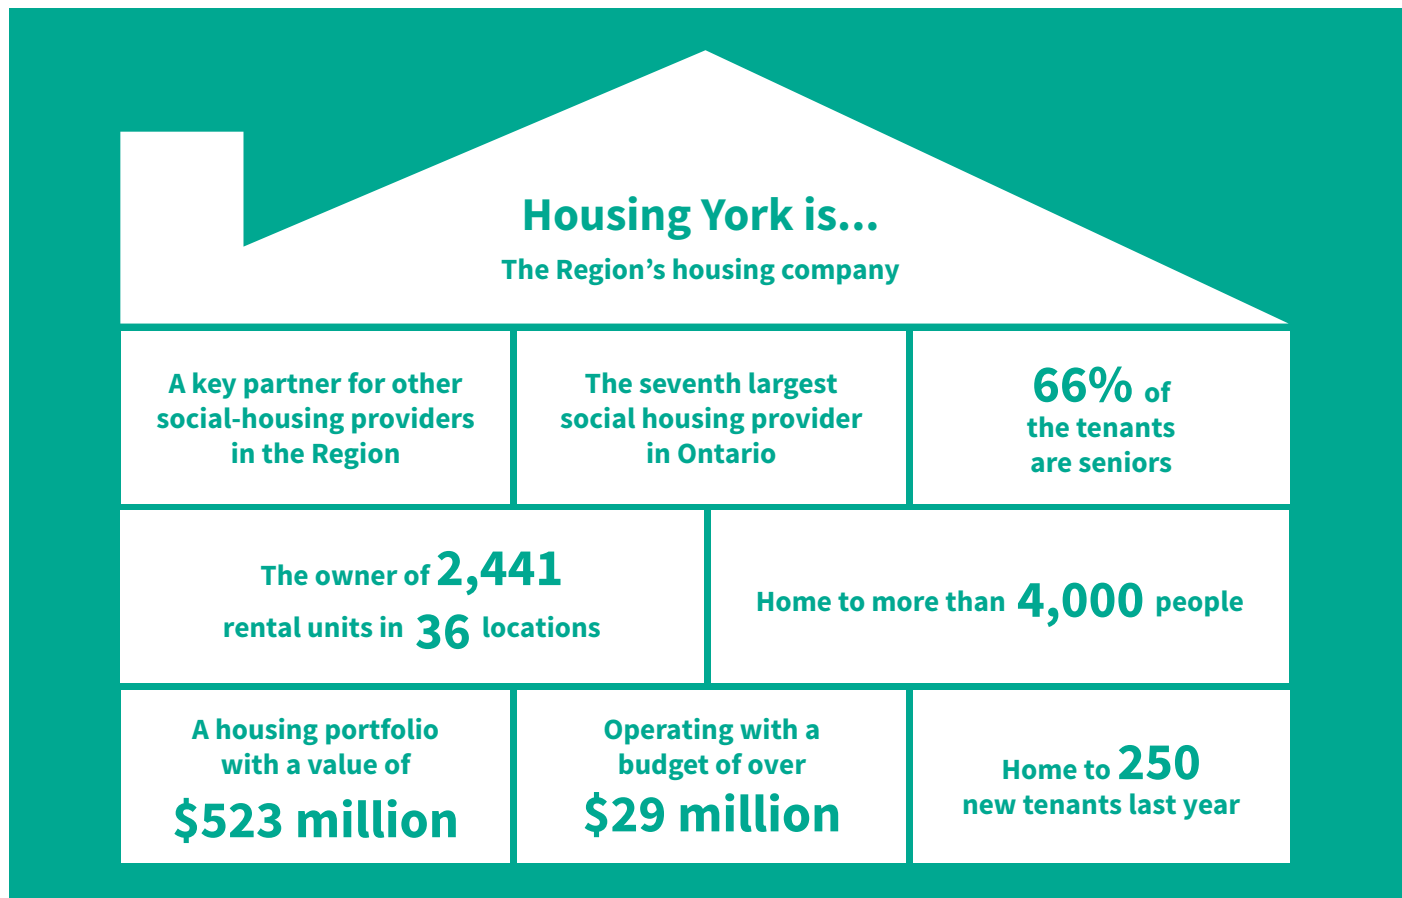 Housing York is...
The Region’s housing company
A key partner for other
social-housing providers
in the Region
The seventh largest
social housing provider
in Ontario
66% of
the tenants
are seniors
The owner of 2,441
rental units in 36 locations
Home to more than 4,000 people
A housing portfolio
with a value of
$523 million
Operating with a
budget of over
$29 million
Home to 250
new tenants last year